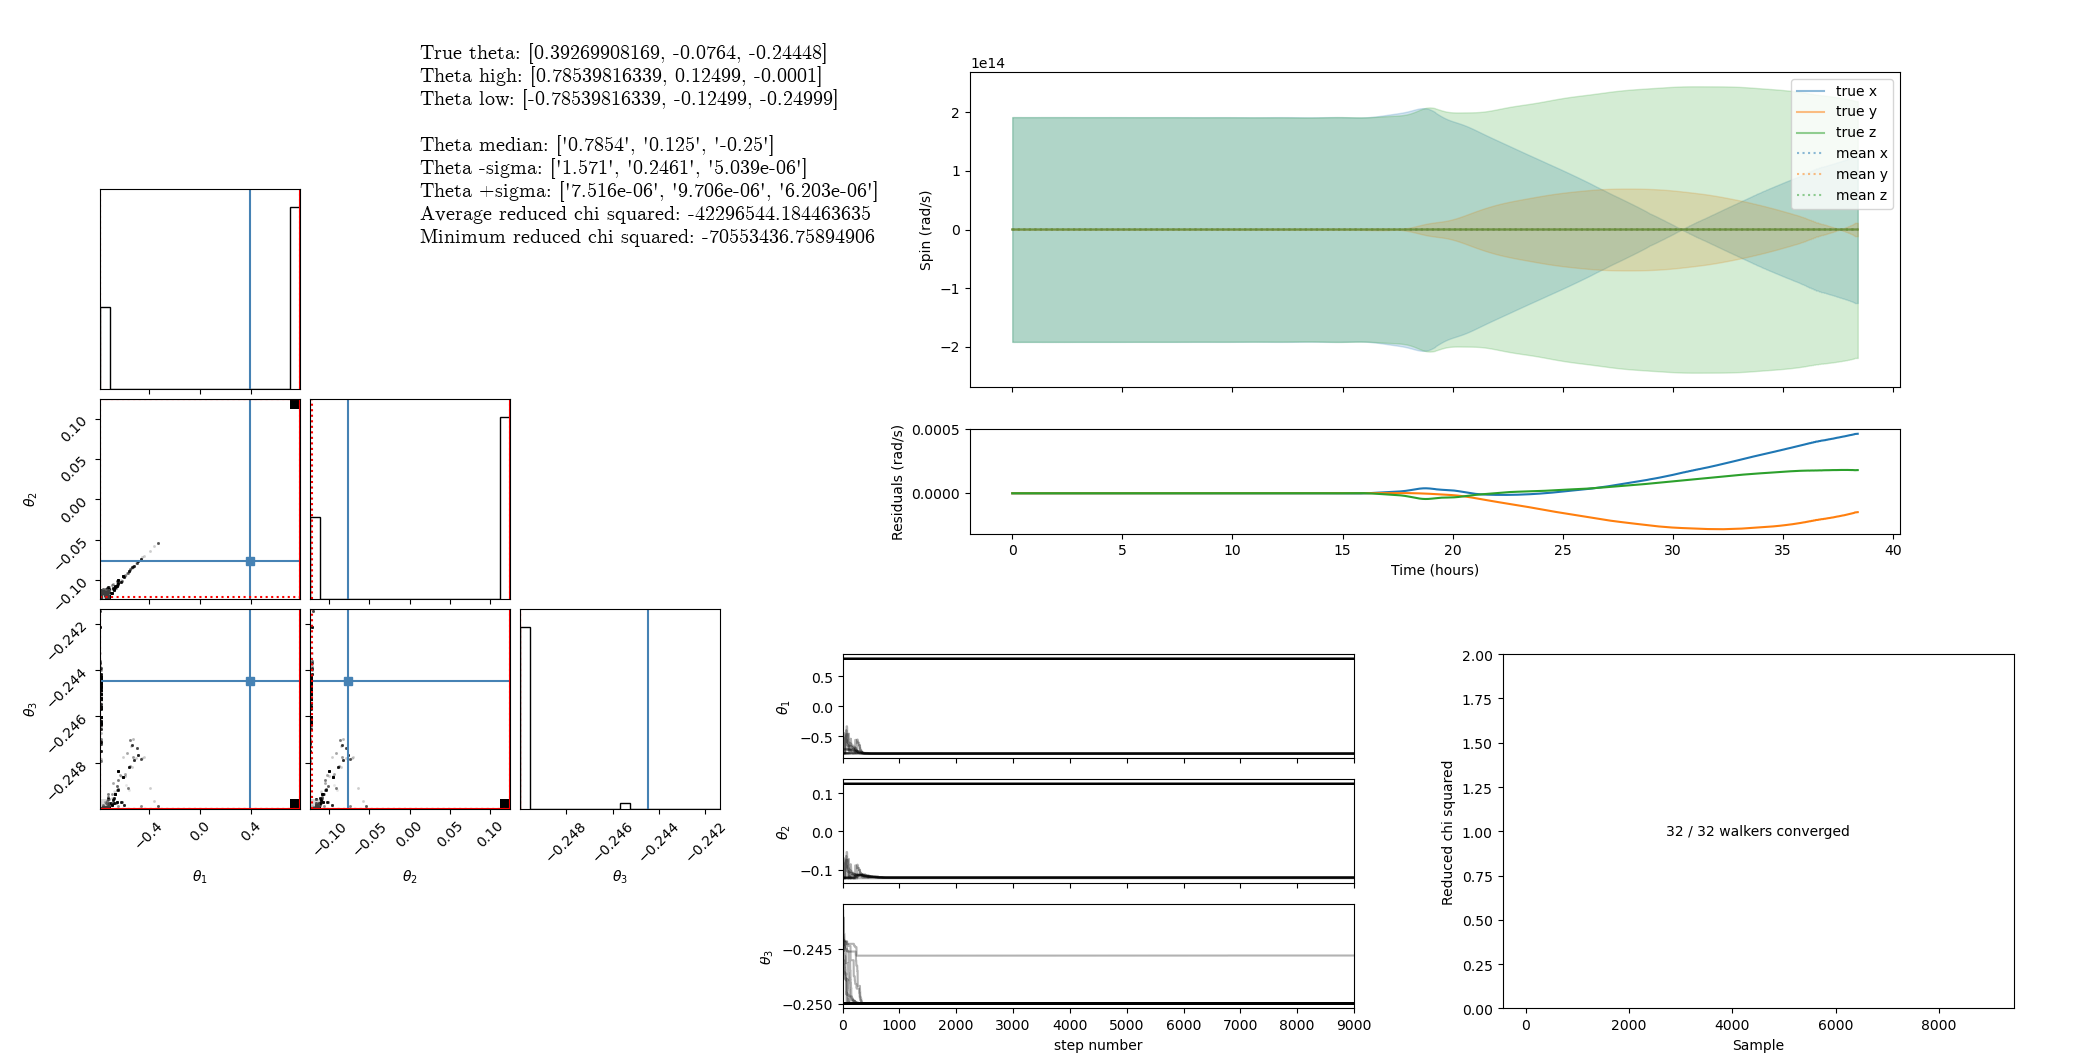 True theta: [0.39269908169, -0.0764, -0.24448]
Theta high: [0.78539816339, 0.12499, -0.0001]
Theta low: [-0.78539816339, -0.12499, -0.24999]
Theta median: ['0.7854', '0.125', '-0.25']
Theta -sigma: ['1.571', '0.2461', '5.039e-06']
Theta +sigma: ['7.516e-06', '9.706e-06', '6.203e-06']
Average reduced chi squared: -42296544.184463635
Minimum reduced chi squared: -70553436.75894906
1e14
2
1
0
−1
−2
Spin (rad/s)
true x
true y
true z
mean x
mean y
mean z
0.0005
0.0000
Residuals (rad/s)
0 5 10 15 20 25 30 35 40
Time (hours)
0.10
0.05
0.00
−0.05
−0.10
θ2
−0.242
−0.244
−0.246
−0.248
θ3
−0.4 0.0 0.4
θ1
−0.10 −0.05 0.00 0.05 0.10
θ2
−0.248 −0.246 −0.244 −0.242
θ3
0.5
0.0
−0.5
θ1
0.1
0.0
−0.1
θ2
−0.245
−0.250
θ3
0 1000 2000 3000 4000 5000 6000 7000 8000 9000
step number
2.00
1.75
1.50
1.25
1.00
0.75
0.50
0.25
0.00
Reduced chi squared
32 / 32 walkers converged
0 2000 4000 6000 8000
Sample